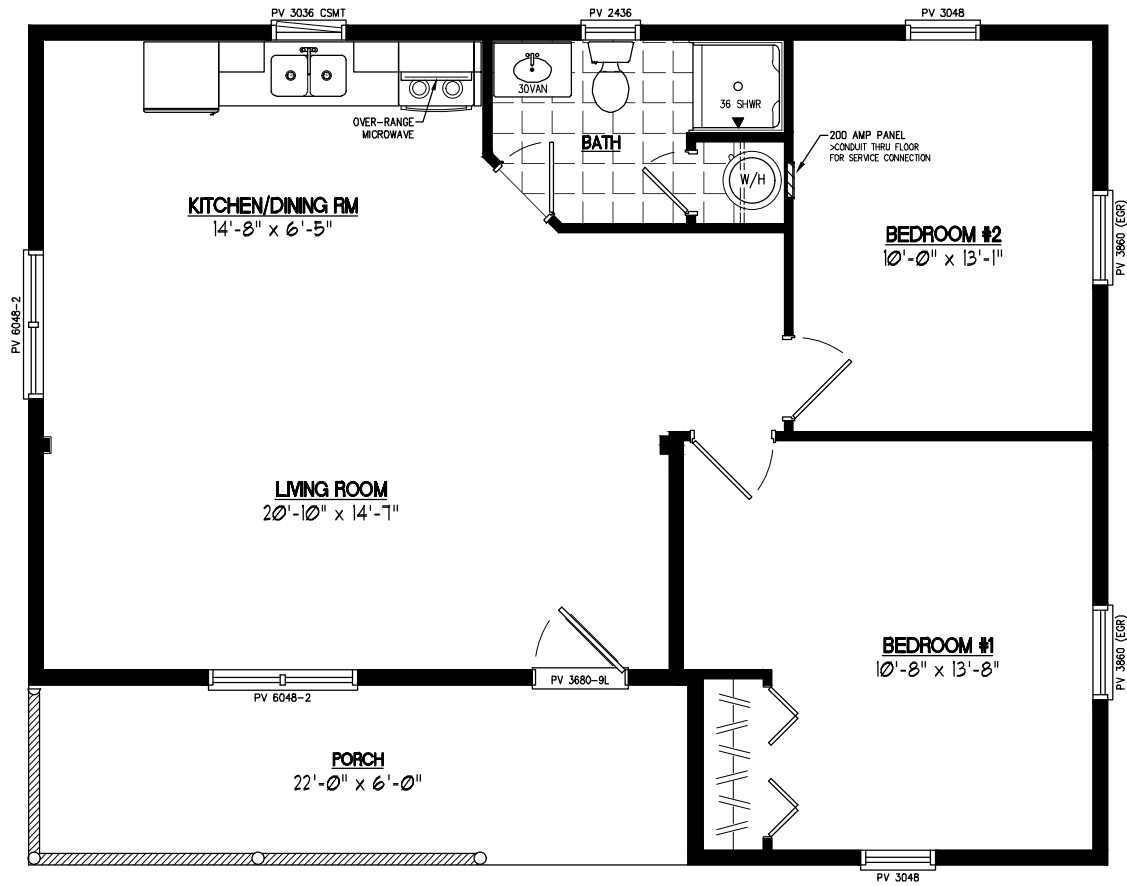 PV 3036 CSMT
PV 2436
PV 3048
30VAN
36 SHWR
OVER-RANGE
MICROWAVE
BATH
200 AMP PANEL
>CONDUIT THRU FLOOR
FOR SERVICE CONNECTION
W/H
KITCHEN/DINING RM
14'-8" x 6'-5"
BEDROOM #2
10'-0" x 13'-1"
PV 3860 (EGR)
PV 6048-2
LIVING ROOM
20'-10" x 14'-7"
BEDROOM #1
10'-8" x 13'-8"
PV 3860 (EGR)
PV 3680-9L
PV 6048-2
PORCH
22'-0" x 6'-0"
PV 3048